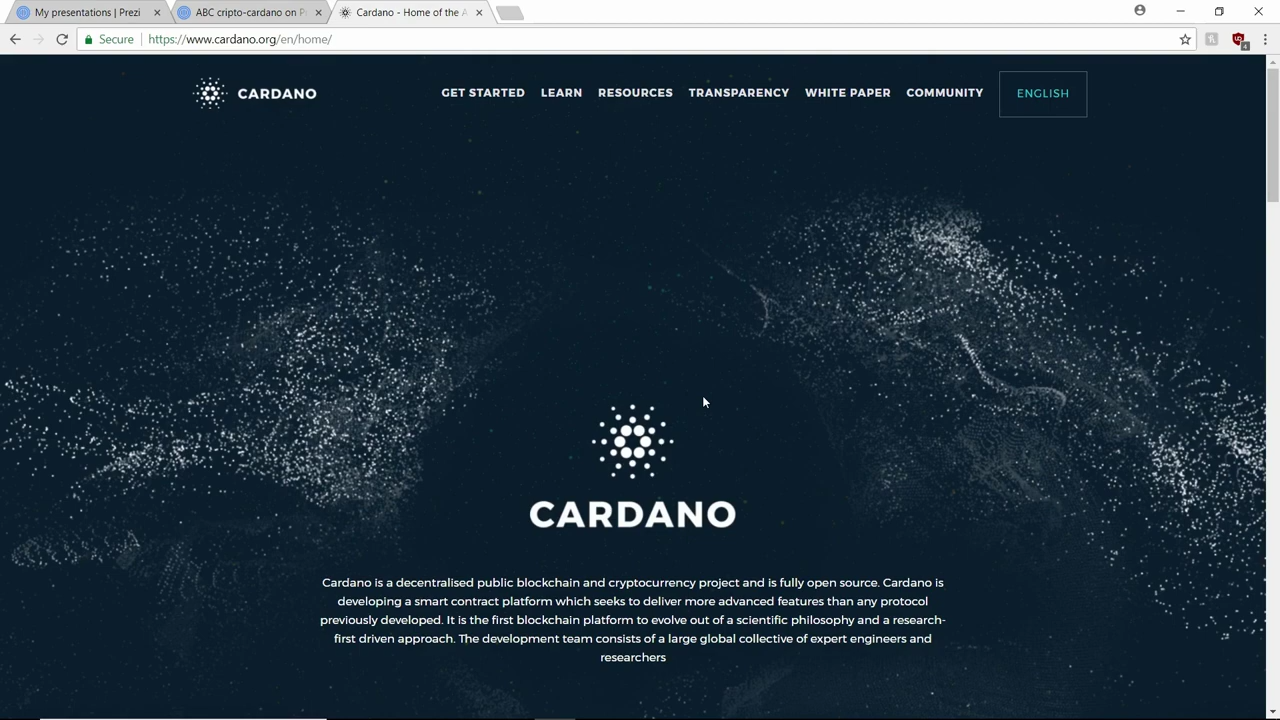 My presentations | Prezi
ABC cripto-cardano on P
Cardano - Home of the A
Secure
https://www.cardano.org/en/home/
4
CARDANO
GET STARTED
LEARN
RESOURCES
TRANSPARENCY
WHITE PAPER
COMMUNITY
ENGLISH
CARDANO
Cardano is a decentralised public blockchain and cryptocurrency project and is fully open source. Cardano is
developing a smart contract platform which seeks to deliver more advanced features than any protocol
previously developed. It is the first blockchain platform to evolve out of a scientific philosophy and a research-
first driven approach. The development team consists of a large global collective of expert engineers and
researchers